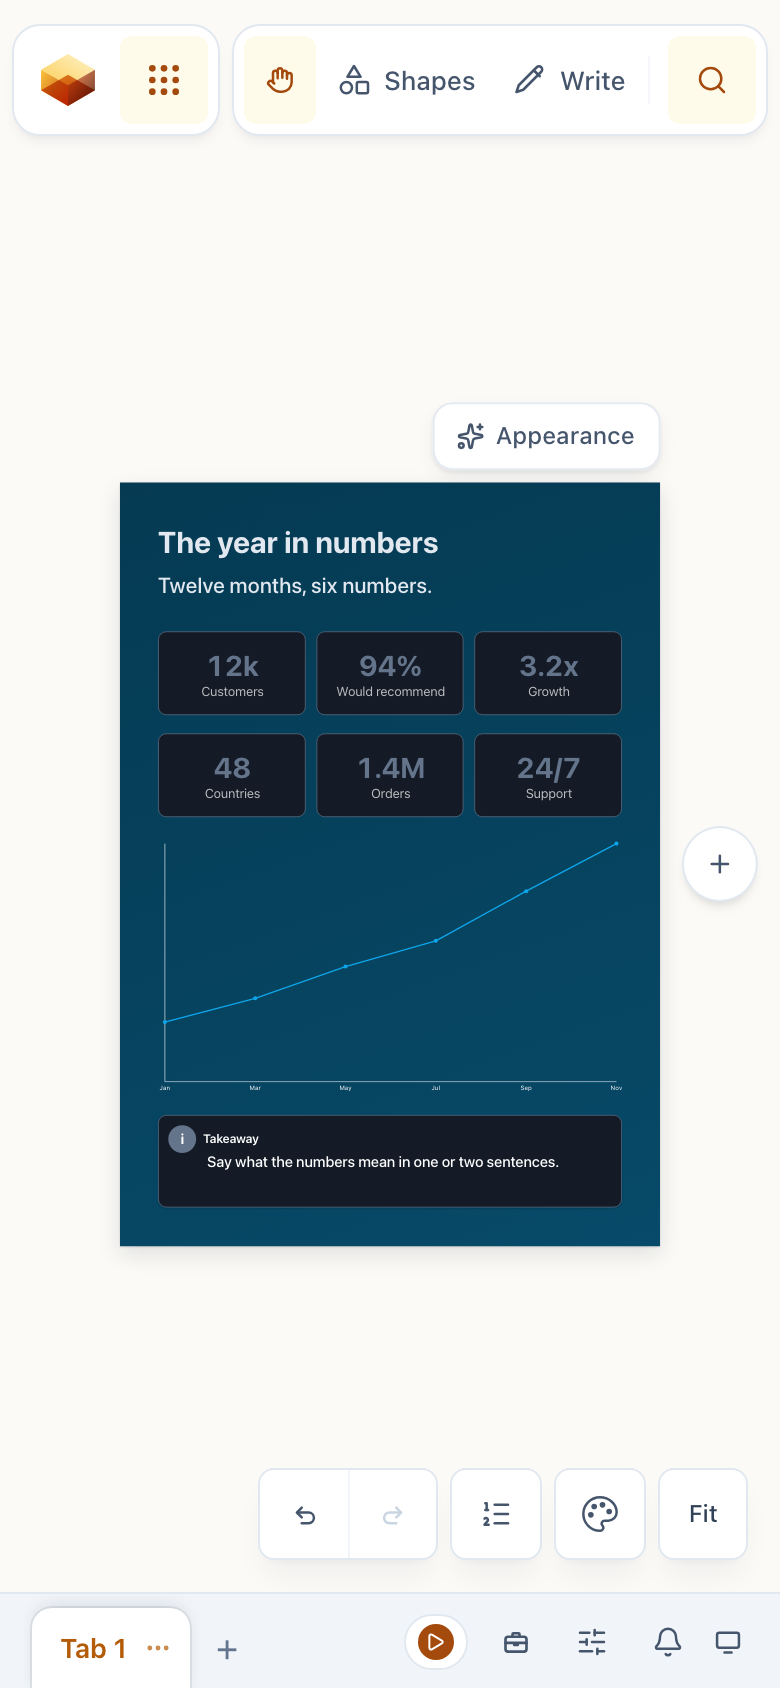 Shapes
Write
Appearance
The year in numbers
Twelve months, six numbers.
12k
Customers
94%
Would recommend
3.2x
Growth
48
Countries
1.4M
Orders
24/7
Support
Jan Mar May Jul Sep Nov
i
Takeaway
Say what the numbers mean in one or two sentences.
1
2
Fit
Tab 1